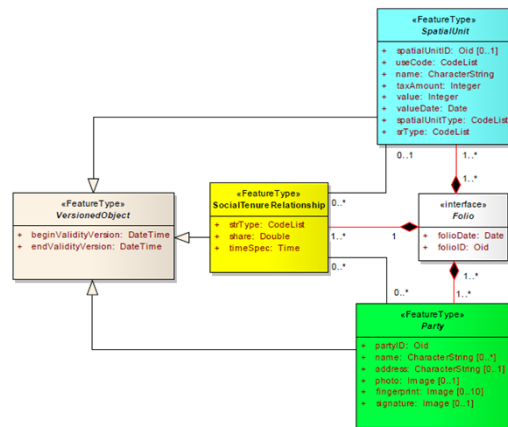 «FeatureType»
SpatialUnit
+ spatialUnitID: Oid [0..1]
+ useCode: CodeList
+ name: CharacterString
+ taxAmount: Integer
+ value: Integer
+ valueDate: Date
+ spatialUnitType: CodeList
+ srType: CodeList
0..1
1..*
0..*
1..*
«FeatureType»
VersionedObject
+ beginValidityVersion: DateTime
+ endValidityVersion: DateTime
«FeatureType»
SocialTenureRelationship
+ strType: CodeList
+ share: Double
+ timeSpec: Time
1..*
1
0..*
«interface»
Folio
+ folioDate: Date
+ folioID: Oid
1..*
0..*
1..*
«FeatureType»
Party
+ partyID: Oid
+ name: CharacterString [0..*]
+ address: CharacterString [0..1]
+ photo: Image [0..1]
+ fingerprint: Image [0..10]
+ signature: Image [0..1]